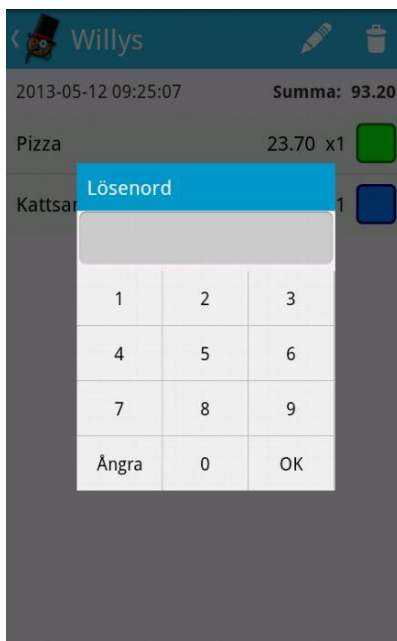 Willys
2013-05-12 09:25:07 Summa: 93.20
Pizza 23.70 x1
Lösenord
1
1 2 3
4 5 6
7 8 9
Ångra 0 OK